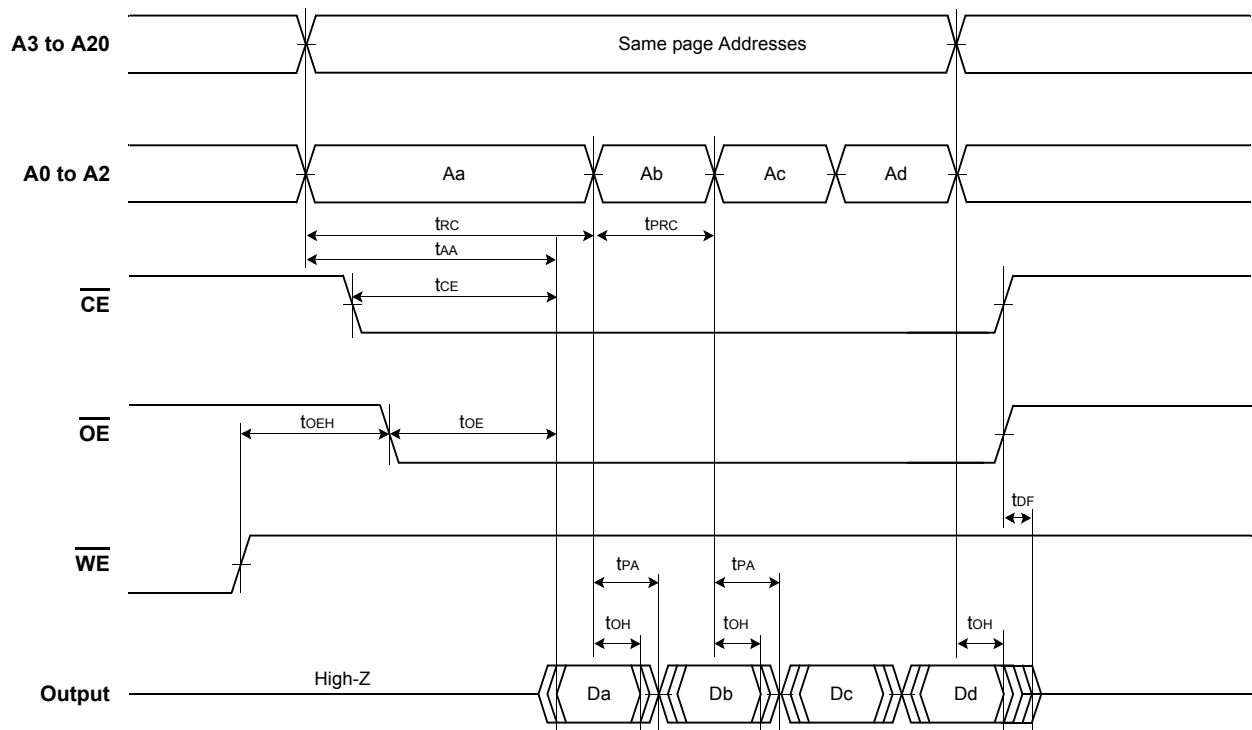 A3 to A20
Same page Addresses
A0 to A2
Aa
Ab
Ac
Ad
tRC
tPRC
tAA
CE
tCE
OE
tOEH
tOE
tDF
WE
tPA
tPA
tOH
tOH
tOH
Output
High-Z
Da
Db
Dc
Dd